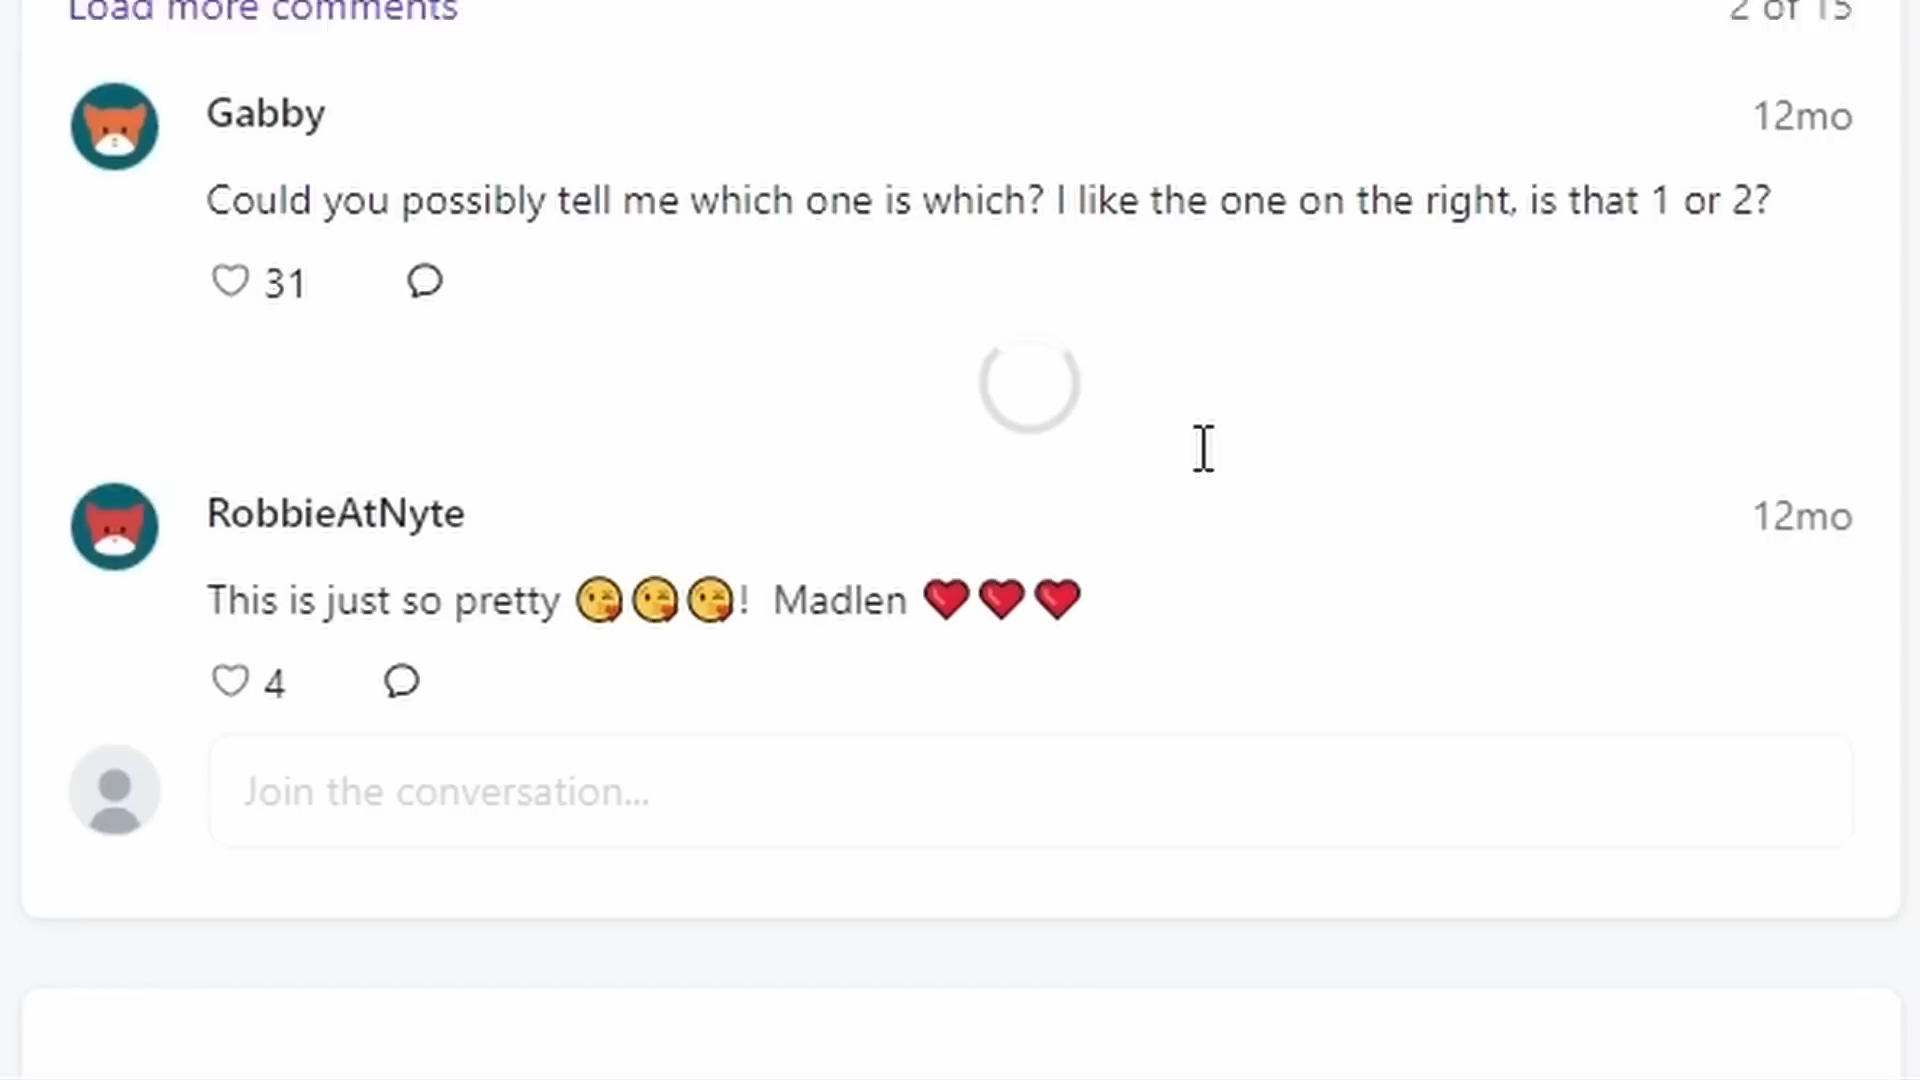 Load more comments
2 of 15
Gabby
12mo
Could you possibly tell me which one is which? I like the one on the right, is that 1 or 2?
31
RobbieAtNyte
12mo
This is just so pretty 😘😘😘! Madlen ❤️❤️❤️
4
Join the conversation...